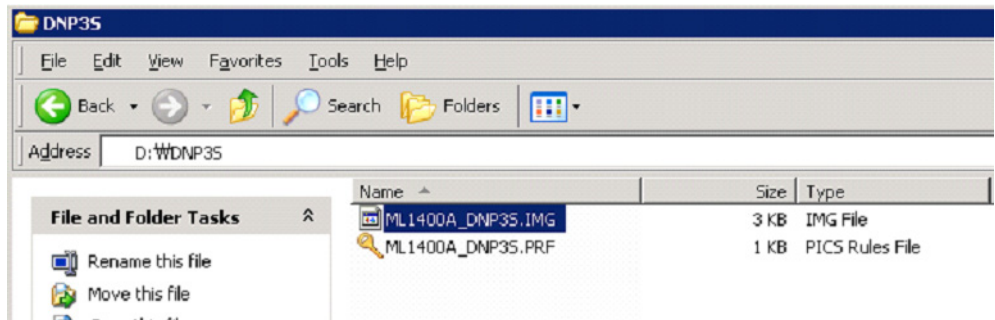 DNP3S
File Edit View Favorites Tools Help
Back Search Folders
Address D:₩DNP3S
Name Size Type
File and Folder Tasks
ML1400A_DNP3S.IMG 3 KB IMG File
ML1400A_DNP3S.PRF 1 KB PICS Rules File
Rename this file
Move this file